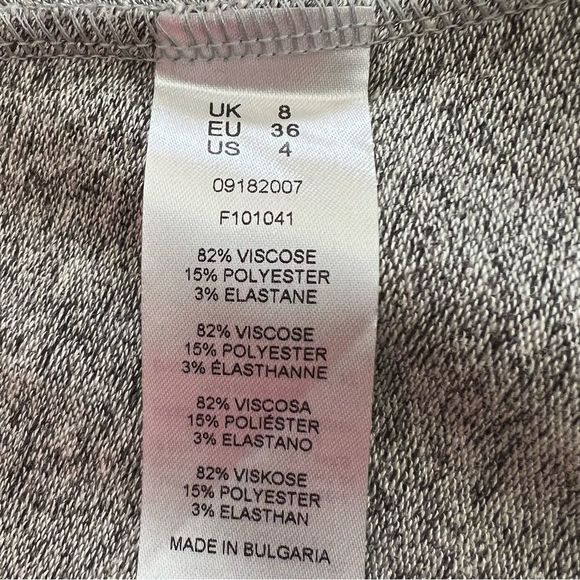 UK 8
EU 36
US 4
09182007
F101041
82% VISCOSE
15% POLYESTER
3% ELASTANE
82% VISCOSE
15% POLYESTER
3% ÉLASTHANNE
82% VISCOSA
15% POLIÉSTER
3% ELASTANO
82% VISKOSE
15% POLYESTER
3% ELASTHAN
MADE IN BULGARIA